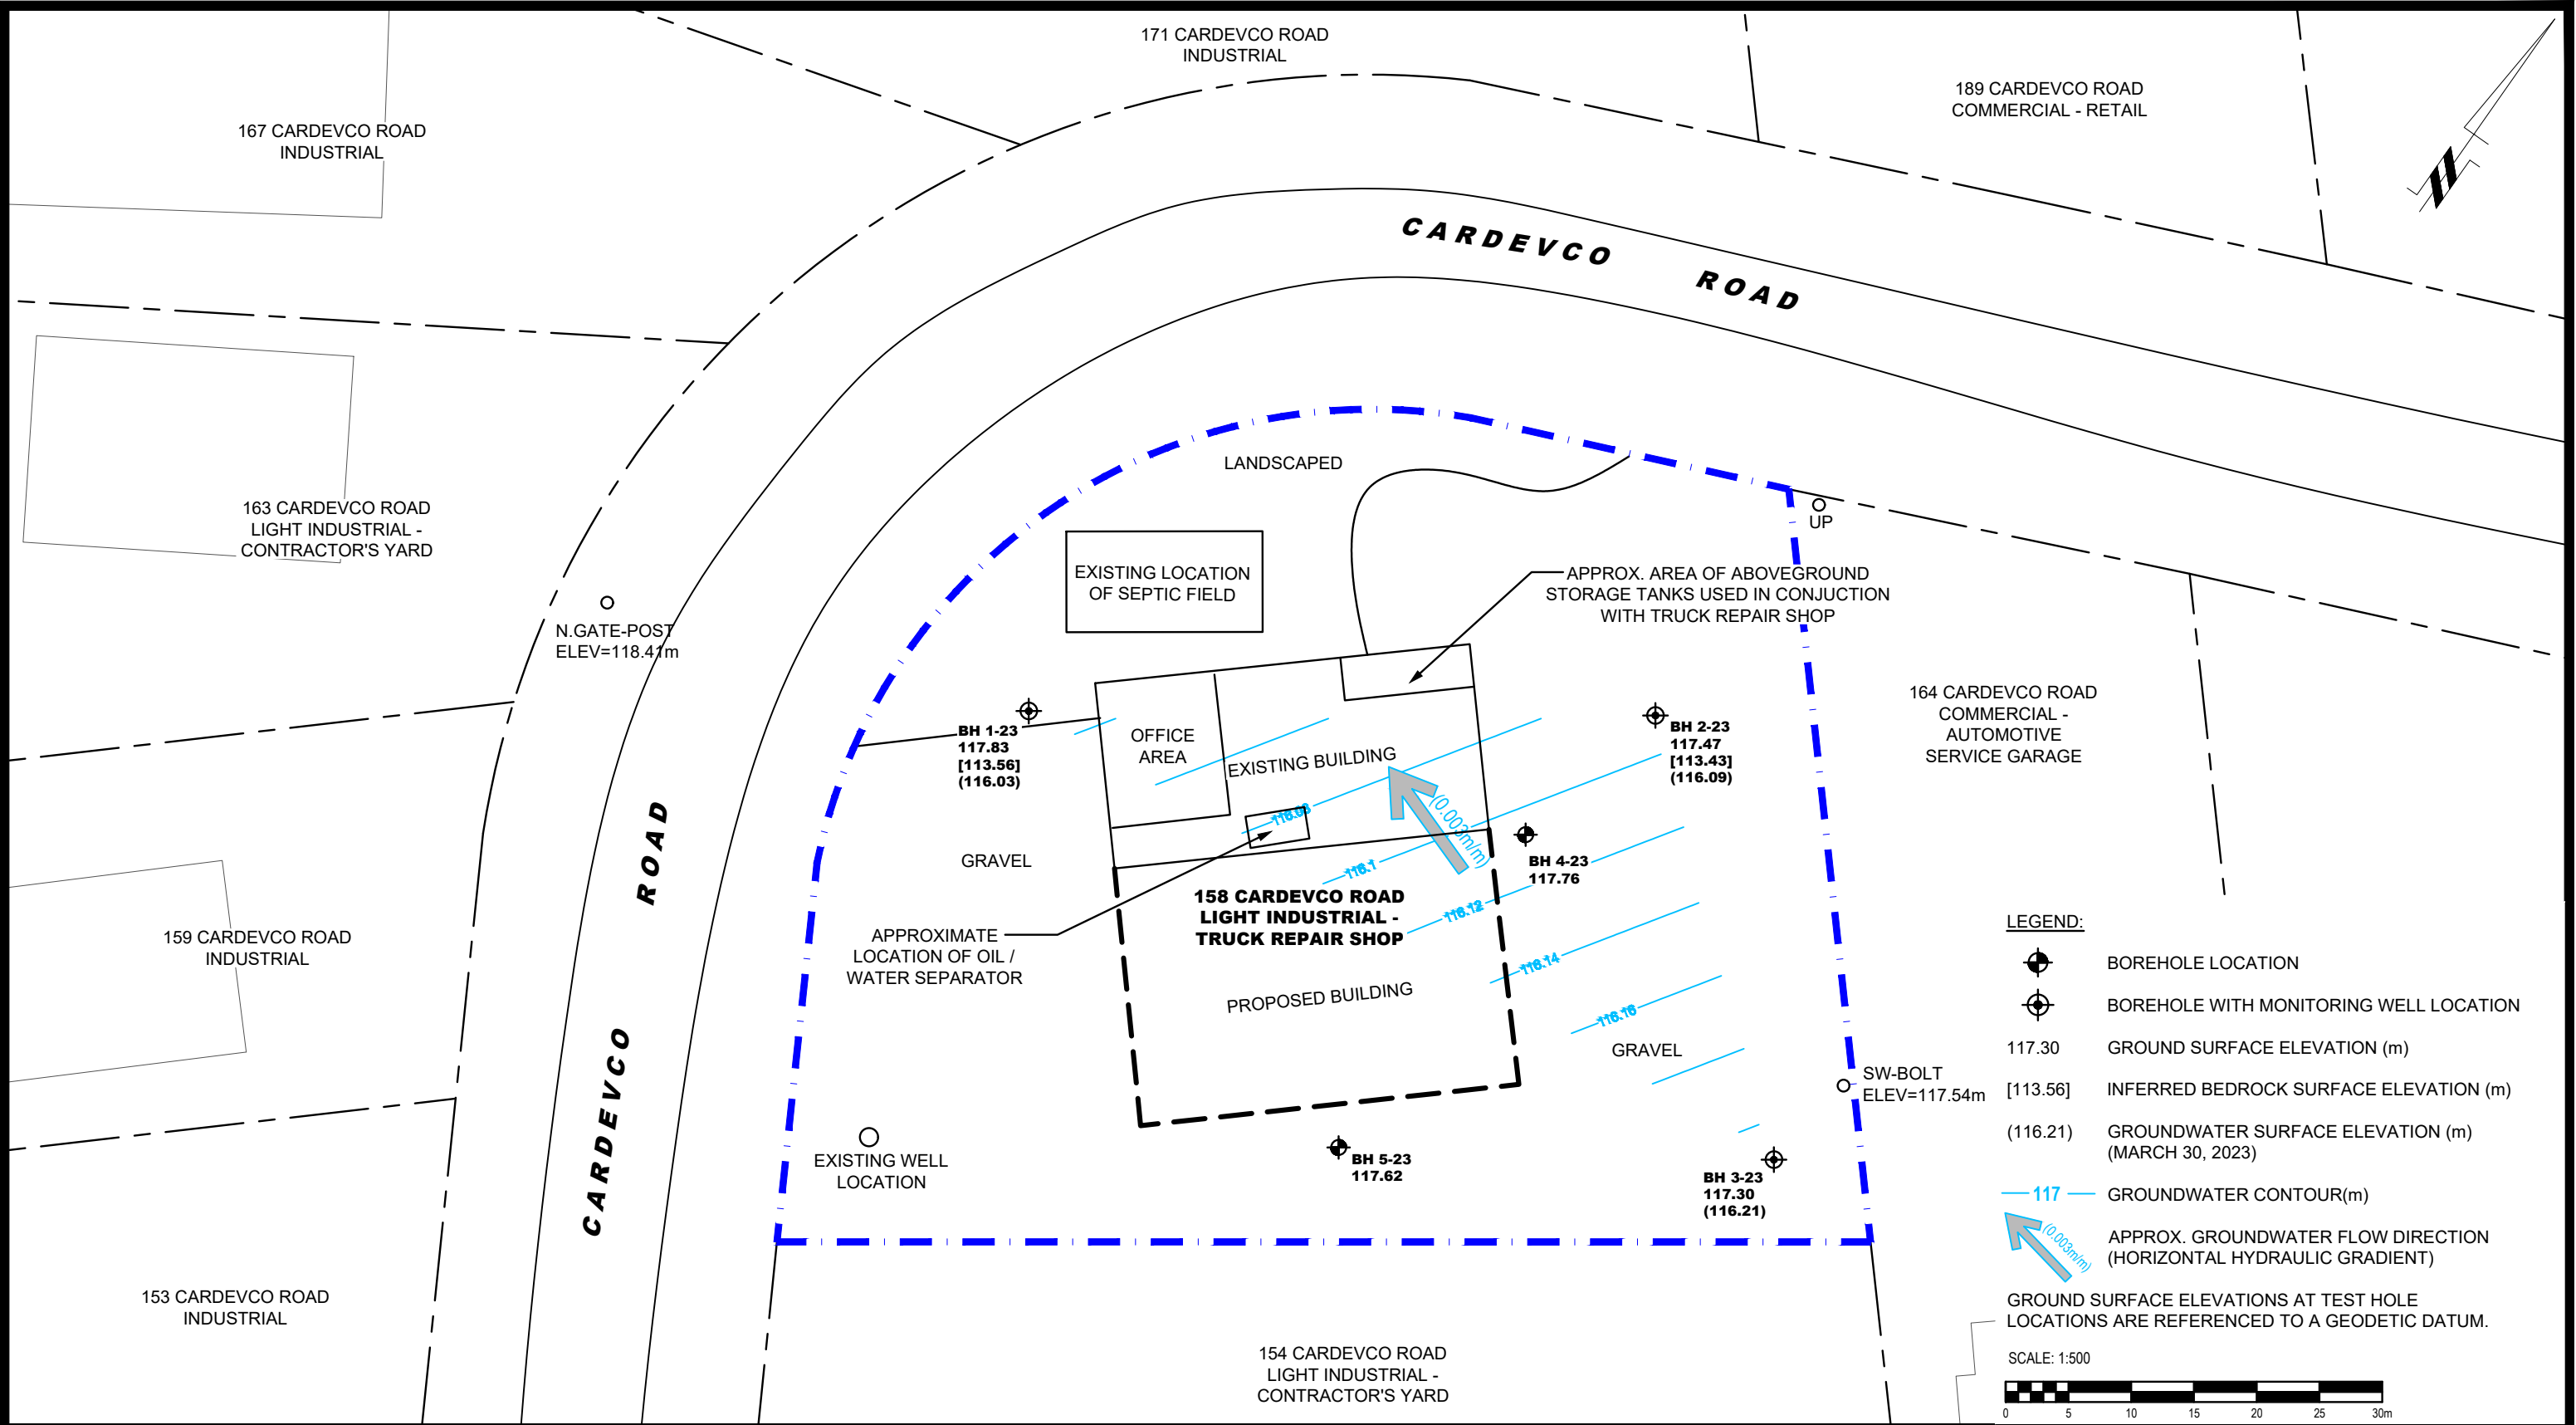 171 CARDEVCO ROAD
INDUSTRIAL
189 CARDEVCO ROAD
COMMERCIAL - RETAIL
167 CARDEVCO ROAD
INDUSTRIAL
CARDEVCO ROAD
LANDSCAPED
163 CARDEVCO ROAD
LIGHT INDUSTRIAL -
CONTRACTOR'S YARD
UP
EXISTING LOCATION
OF SEPTIC FIELD
APPROX. AREA OF ABOVEGROUND
STORAGE TANKS USED IN CONJUCTION
WITH TRUCK REPAIR SHOP
N.GATE-POST
ELEV=118.41m
164 CARDEVCO ROAD
COMMERCIAL -
AUTOMOTIVE
SERVICE GARAGE
BH 1-23
117.83
[113.56]
(116.03)
OFFICE
AREA
EXISTING BUILDING
BH 2-23
117.47
[113.43]
(116.09)
(0.003m/m)
116.08
116.1
116.12
116.14
116.16
BH 4-23
117.76
GRAVEL
158 CARDEVCO ROAD
LIGHT INDUSTRIAL -
TRUCK REPAIR SHOP
APPROXIMATE
LOCATION OF OIL /
WATER SEPARATOR
PROPOSED BUILDING
GRAVEL
159 CARDEVCO ROAD
INDUSTRIAL
CARDEVCO ROAD
SW-BOLT
ELEV=117.54m
EXISTING WELL
LOCATION
BH 5-23
117.62
BH 3-23
117.30
(116.21)
153 CARDEVCO ROAD
INDUSTRIAL
154 CARDEVCO ROAD
LIGHT INDUSTRIAL -
CONTRACTOR'S YARD
LEGEND:
BOREHOLE LOCATION
BOREHOLE WITH MONITORING WELL LOCATION
117.30 GROUND SURFACE ELEVATION (m)
[113.56] INFERRED BEDROCK SURFACE ELEVATION (m)
(116.21) GROUNDWATER SURFACE ELEVATION (m)
(MARCH 30, 2023)
117 GROUNDWATER CONTOUR(m)
(0.003m/m) APPROX. GROUNDWATER FLOW DIRECTION
(HORIZONTAL HYDRAULIC GRADIENT)
GROUND SURFACE ELEVATIONS AT TEST HOLE
LOCATIONS ARE REFERENCED TO A GEODETIC DATUM.
SCALE: 1:500
0 5 10 15 20 25 30m